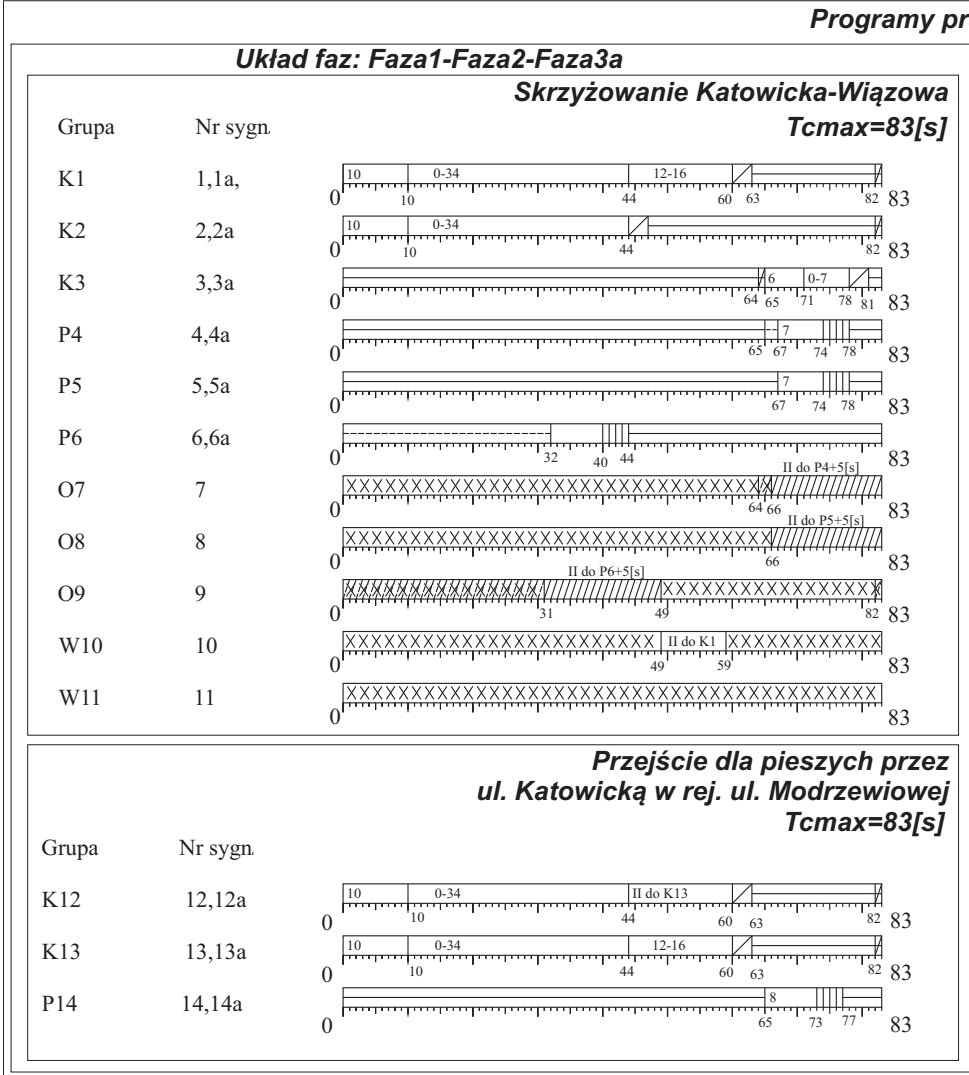 Programy pr
Układ faz: Faza1-Faza2-Faza3a
Skrzyżowanie Katowicka-Wiązowa
Grupa Nr sygn. Tcmax=83[s]
K1 1,1a, 10 0-34 12-16
0 10 44 60 63 82 83
K2 2,2a 10 0-34
0 10 44 82 83
K3 3,3a 6 0-7
0 64 65 71 78 81 83
P4 4,4a 7
0 65 67 74 78 83
P5 5,5a 7
0 67 74 78 83
P6 6,6a
0 32 40 44 83
II do P4+5[s]
O7 7
0 64 66 83
II do P5+5[s]
O8 8
0 66 83
II do P6+5[s]
O9 9
0 31 49 82 83
W10 10 II do K1
0 49 59 83
W11 11
0 83
Przejście dla pieszych przez
ul. Katowicką w rej. ul. Modrzewiowej
Tcmax=83[s]
Grupa Nr sygn.
K12 12,12a 10 0-34 II do K13
0 10 44 60 63 82 83
K13 13,13a 10 0-34 12-16
0 10 44 60 63 82 83
P14 14,14a 8
0 65 73 77 83